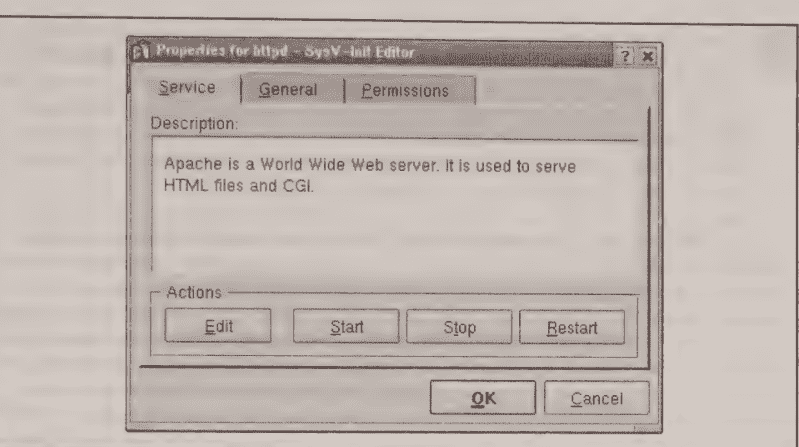 Properties for httpd - SysV-Init Editor ? x
Service General Permissions
Description:
Apache is a World Wide Web server. It is used to serve
HTML files and CGI.
Actions
Edit Start Stop Restart
OK Cancel